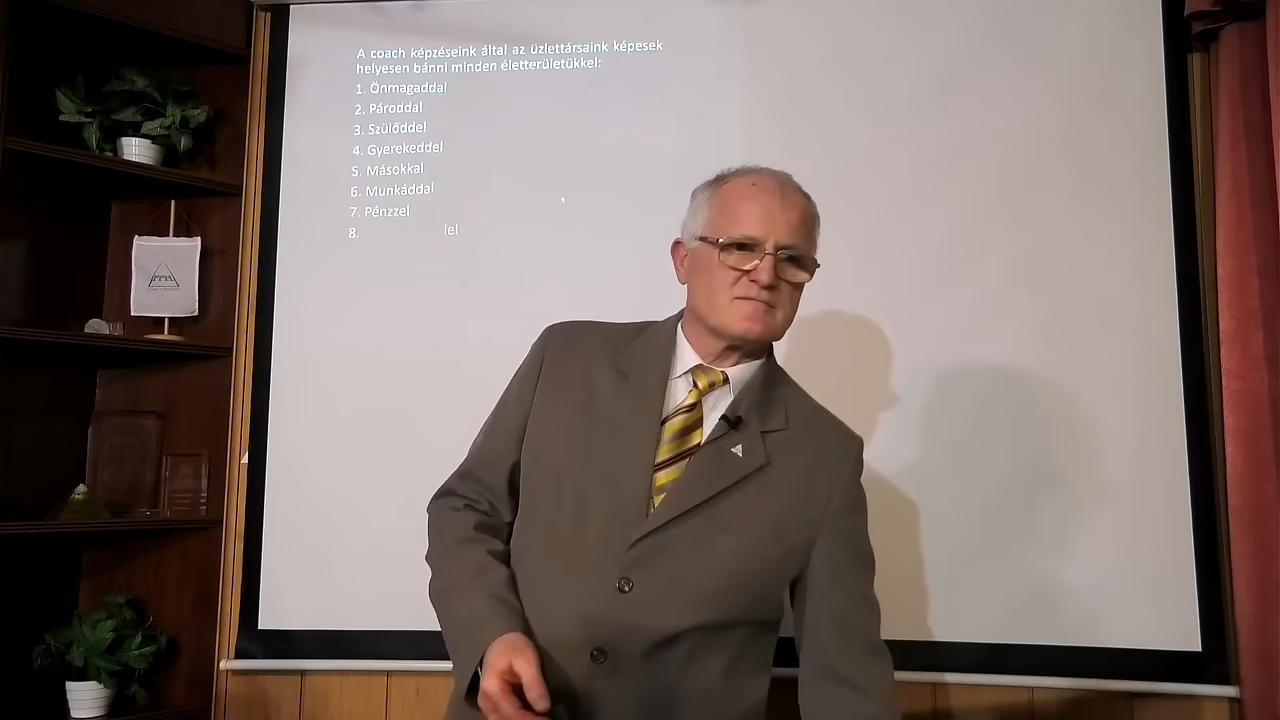 A coach képzéseink által az üzlettársaink képesek
helyesen bánni minden életterületükkel:
1. Önmagaddal
2. Pároddal
3. Szülőddel
4. Gyerekeddel
5. Másokkal
6. Munkáddal
7. Pénzzel
8. lel